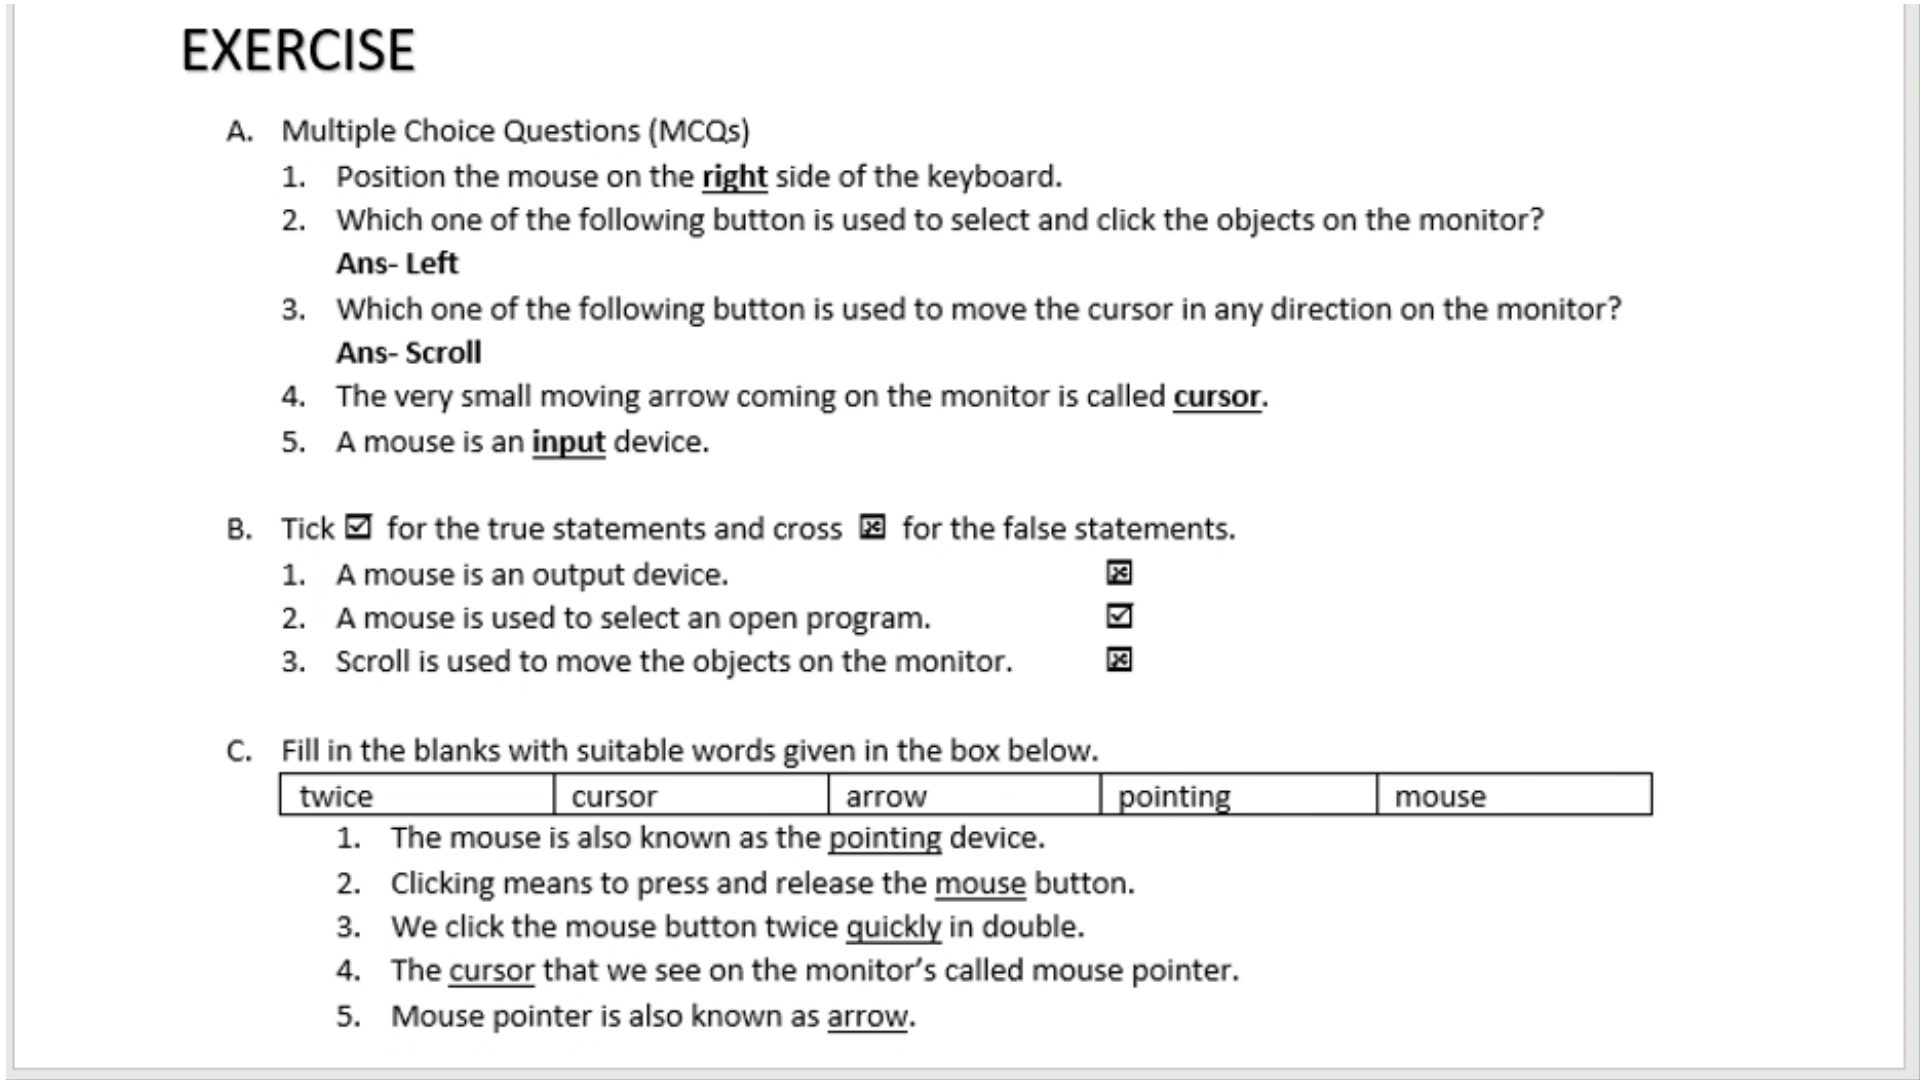 EXERCISE
A. Multiple Choice Questions (MCQs)
1. Position the mouse on the right side of the keyboard.
2. Which one of the following button is used to select and click the objects on the monitor?
Ans- Left
3. Which one of the following button is used to move the cursor in any direction on the monitor?
Ans- Scroll
4. The very small moving arrow coming on the monitor is called cursor.
5. A mouse is an input device.
B. Tick ☑ for the true statements and cross ☒ for the false statements.
1. A mouse is an output device. ☒
2. A mouse is used to select an open program. ☑
3. Scroll is used to move the objects on the monitor. ☒
C. Fill in the blanks with suitable words given in the box below.
twice cursor arrow pointing mouse
1. The mouse is also known as the pointing device.
2. Clicking means to press and release the mouse button.
3. We click the mouse button twice quickly in double.
4. The cursor that we see on the monitor's called mouse pointer.
5. Mouse pointer is also known as arrow.